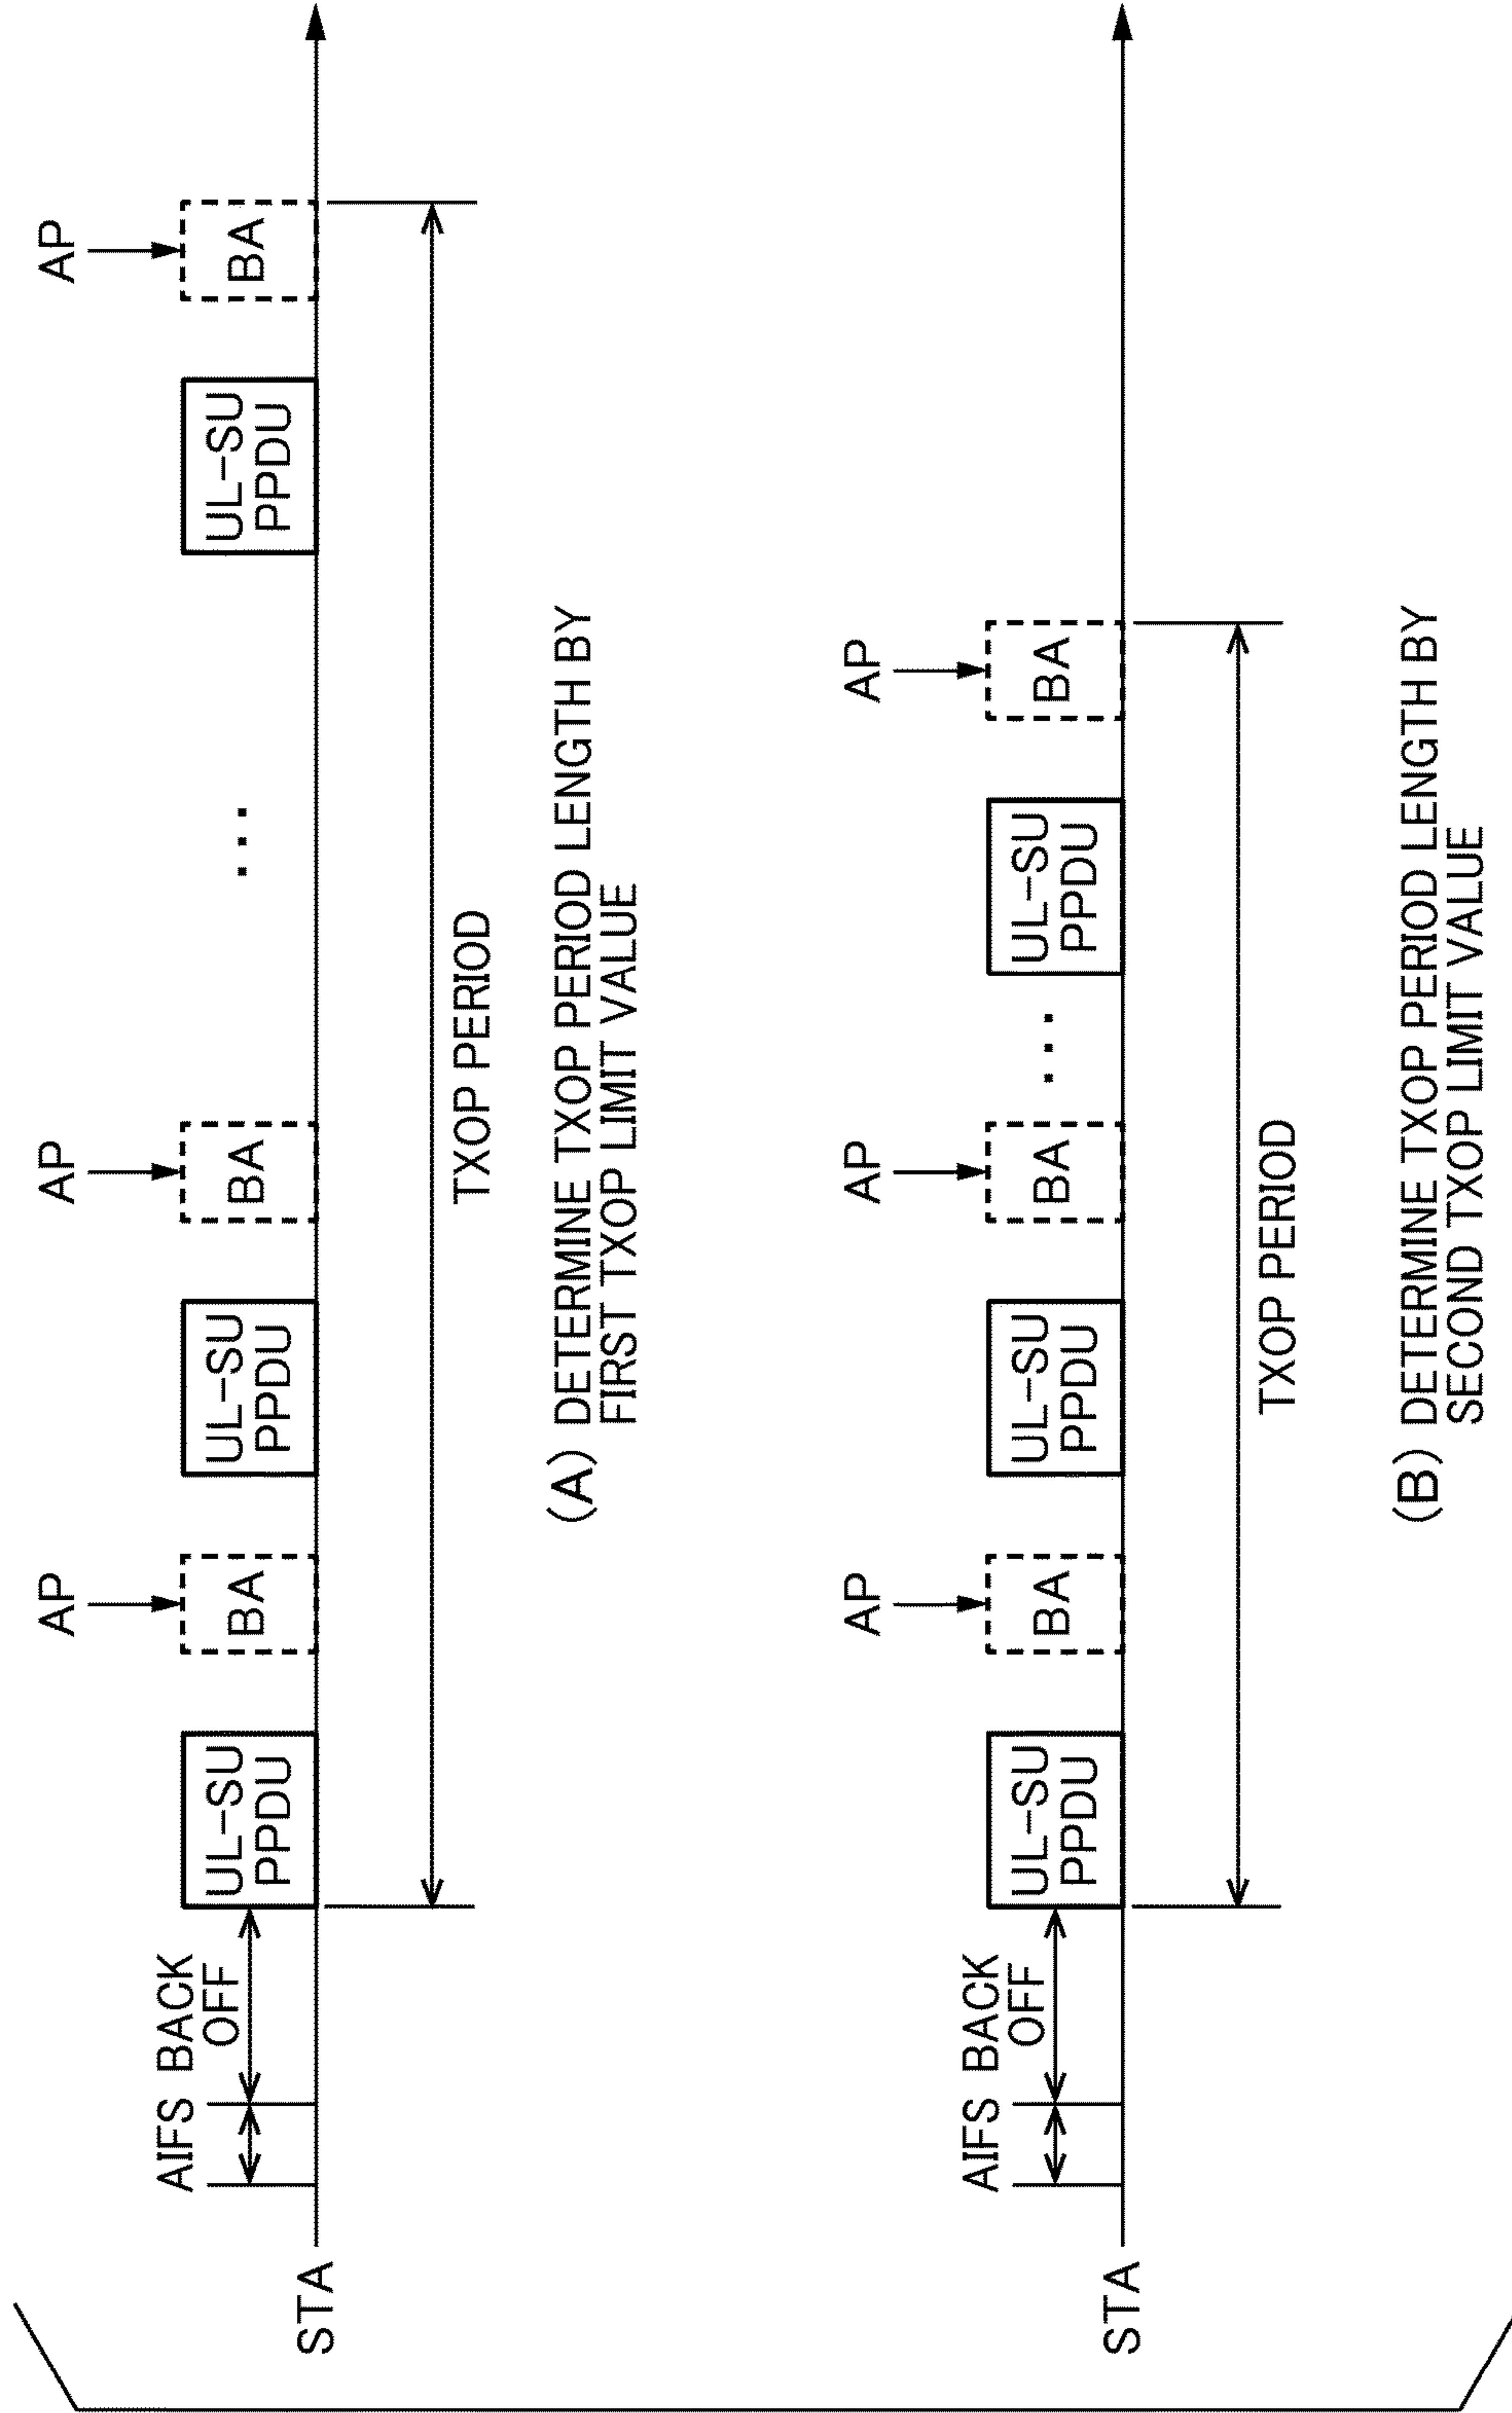 AP
AP
AP
AIFS
BACK
OFF
UL-SU
PPDU
BA
UL-SU
PPDU
BA
...
UL-SU
PPDU
BA
STA
TXOP PERIOD
(A) DETERMINE TXOP PERIOD LENGTH BY
FIRST TXOP LIMIT VALUE
AP
AP
AP
AIFS
BACK
OFF
UL-SU
PPDU
BA
UL-SU
PPDU
BA
...
UL-SU
PPDU
BA
STA
TXOP PERIOD
(B) DETERMINE TXOP PERIOD LENGTH BY
SECOND TXOP LIMIT VALUE